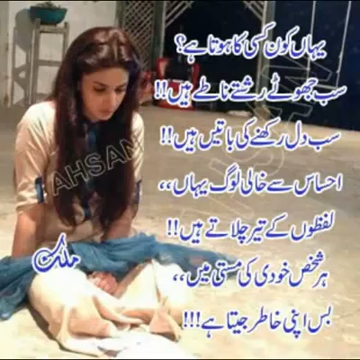 یہاں کون کسی کا ہوتا ہے؟
سب جھوٹے رشتے ناطے ہیں!!
سب دل رکھنے کی باتیں ہیں!!
احساس سے خالی لوگ یہاں،،
لفظوں کے تیر چلاتے ہیں!!
ہر شخص خودی کی مستی میں،،
بس اپنی خاطر جیتا ہے!!!
ملک
AHSAN